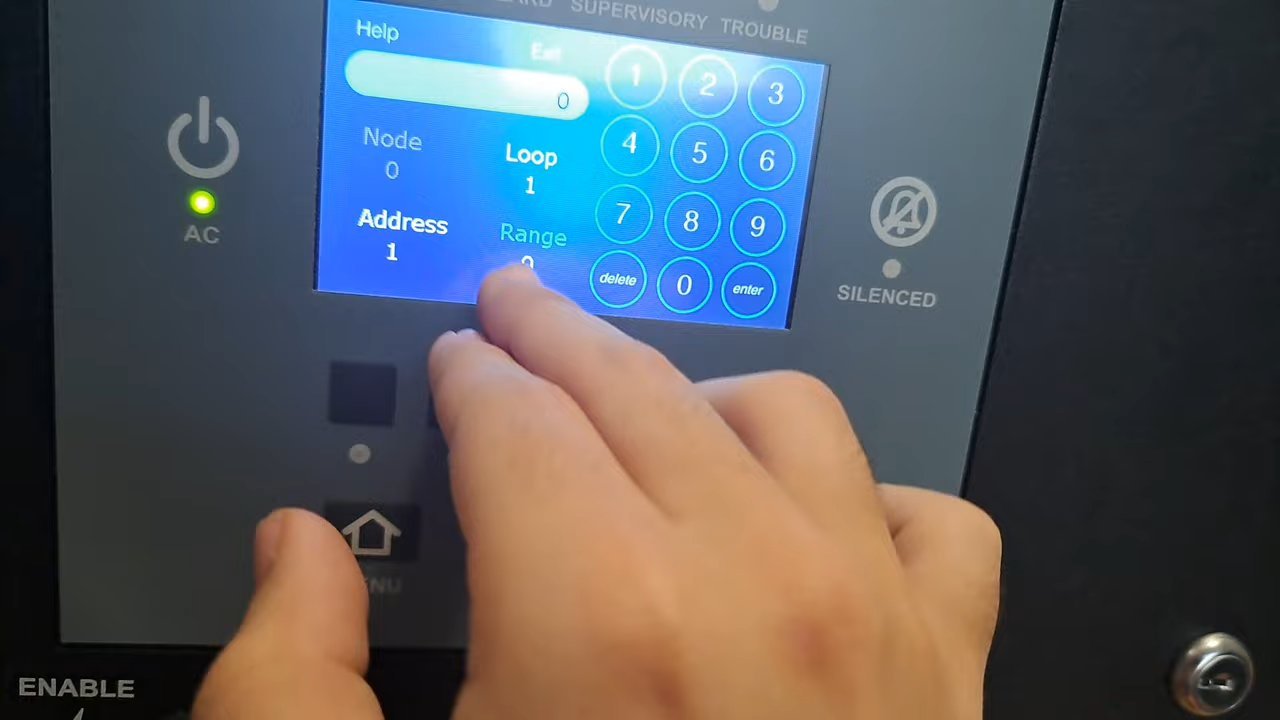 SUPERVISORY TROUBLE
Help
Exit
0
1 2 3
Node
0
Loop
1
4 5 6
Address
1
Range
7 8 9
delete 0 enter
AC
SILENCED
ENABLE